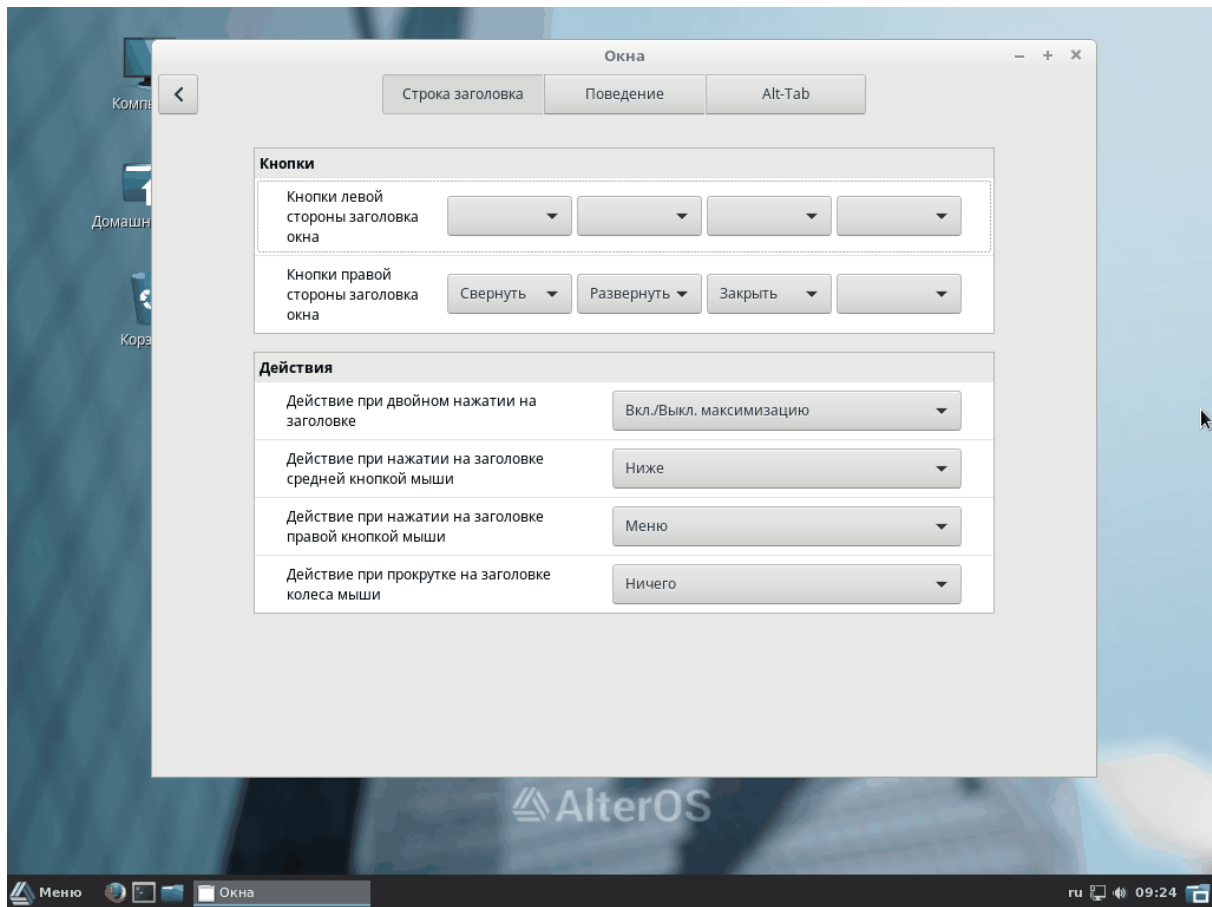 Окна
Строка заголовка
Поведение
Alt-Tab
Кнопки
Кнопки левой
стороны заголовка
окна
Кнопки правой
стороны заголовка
окна
Свернуть
Развернуть
Закрыть
Действия
Действие при двойном нажатии на
заголовке
Вкл./Выкл. максимизацию
Действие при нажатии на заголовке
средней кнопкой мыши
Ниже
Действие при нажатии на заголовке
правой кнопкой мыши
Меню
Действие при прокрутке на заголовке
колеса мыши
Ничего
AlterOS
Меню
Окна
ru
09:24